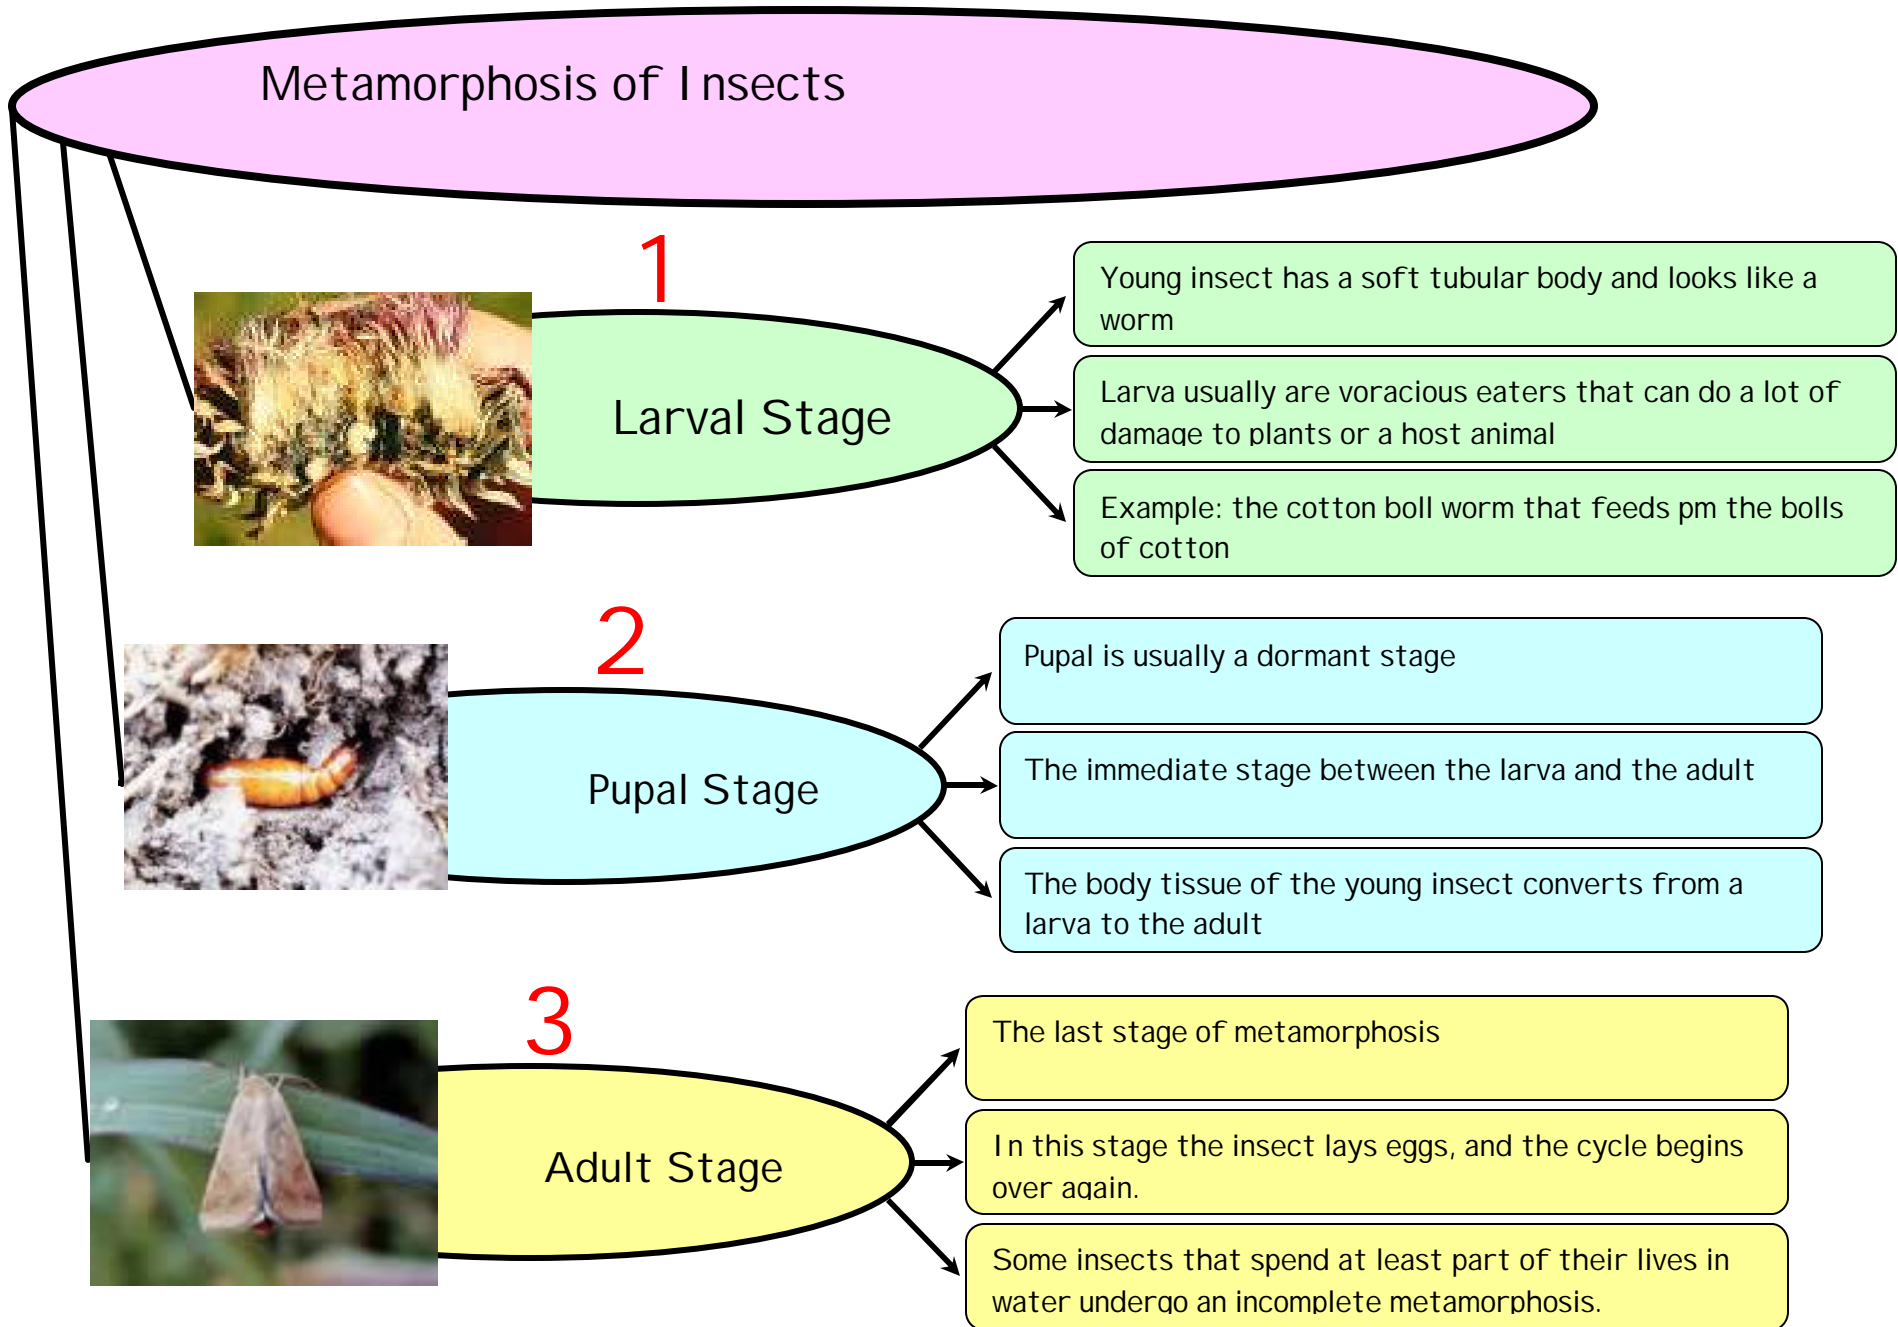 Metamorphosis of Insects
1
Larval Stage
Young insect has a soft tubular body and looks like a
worm
Larva usually are voracious eaters that can do a lot of
damage to plants or a host animal
Example: the cotton boll worm that feeds pm the bolls
of cotton
2
Pupal Stage
Pupal is usually a dormant stage
The immediate stage between the larva and the adult
The body tissue of the young insect converts from a
larva to the adult
3
Adult Stage
The last stage of metamorphosis
In this stage the insect lays eggs, and the cycle begins
over again.
Some insects that spend at least part of their lives in
water undergo an incomplete metamorphosis.